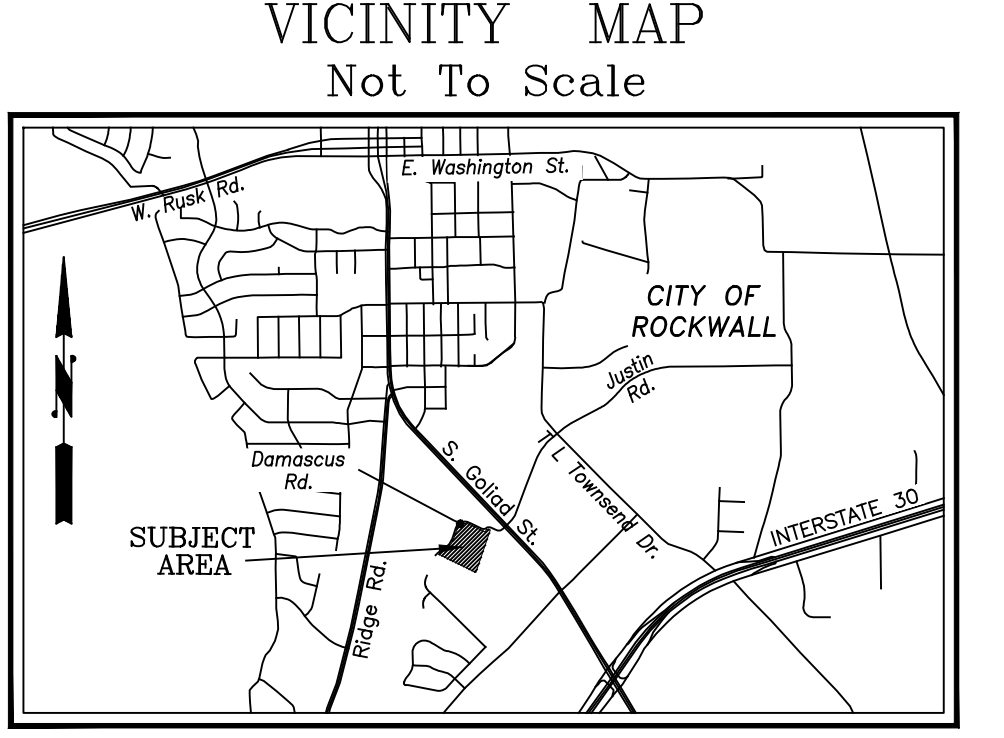 VICINITY MAP
Not To Scale
E. Washington St.
W. Rusk Rd.
CITY OF
ROCKWALL
Justin
Rd.
N
T L Townsend Dr.
S. Goliad St.
Damascus
Rd.
INTERSTATE 30
SUBJECT
AREA
Ridge Rd.